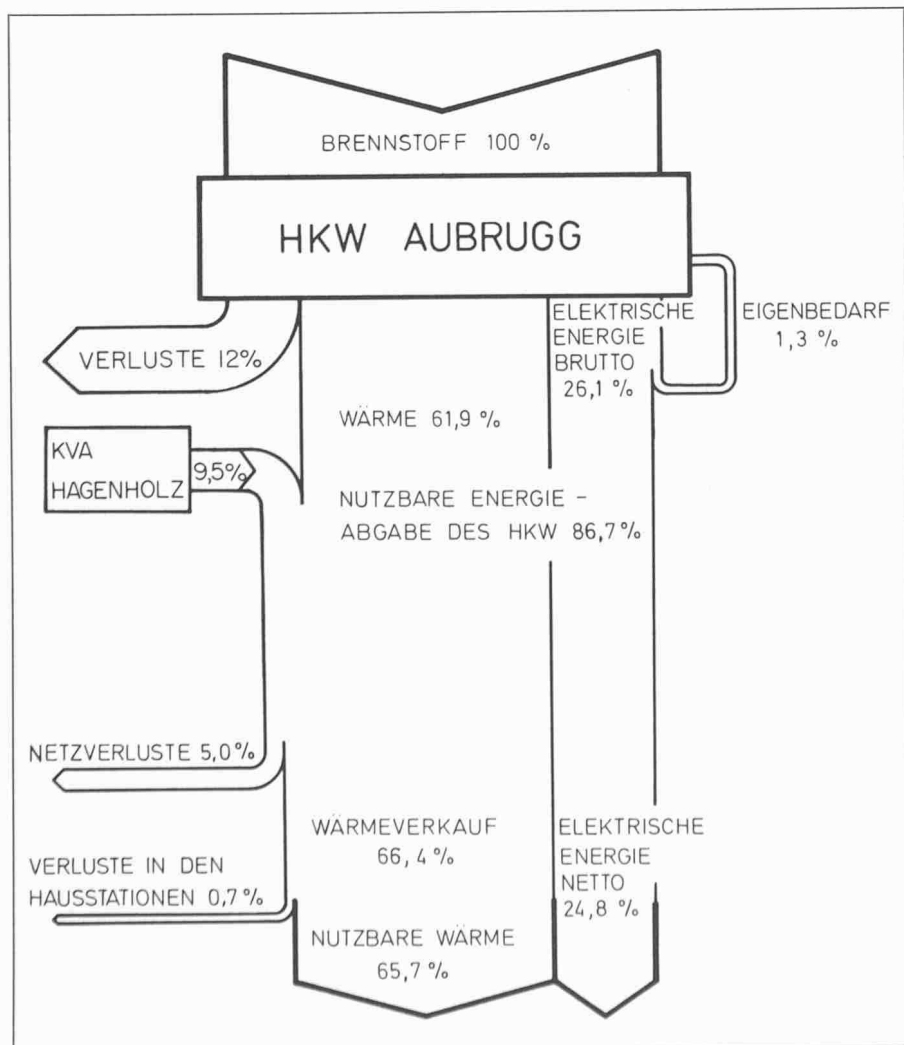 BRENNSTOFF 100 %
HKW AUBRUGG
ELEKTRISCHE
ENERGIE
BRUTTO
26,1 %
EIGENBEDARF
1,3 %
VERLUSTE 12%
WÄRME 61,9 %
KVA
HAGENHOLZ
9,5%
NUTZBARE ENERGIE -
ABGABE DES HKW 86,7%
NETZVERLUSTE 5,0%
WÄRMEVERKAUF
66,4 %
ELEKTRISCHE
ENERGIE
NETTO
24,8 %
VERLUSTE IN DEN
HAUSSTATIONEN 0,7 %
NUTZBARE WÄRME
65,7 %